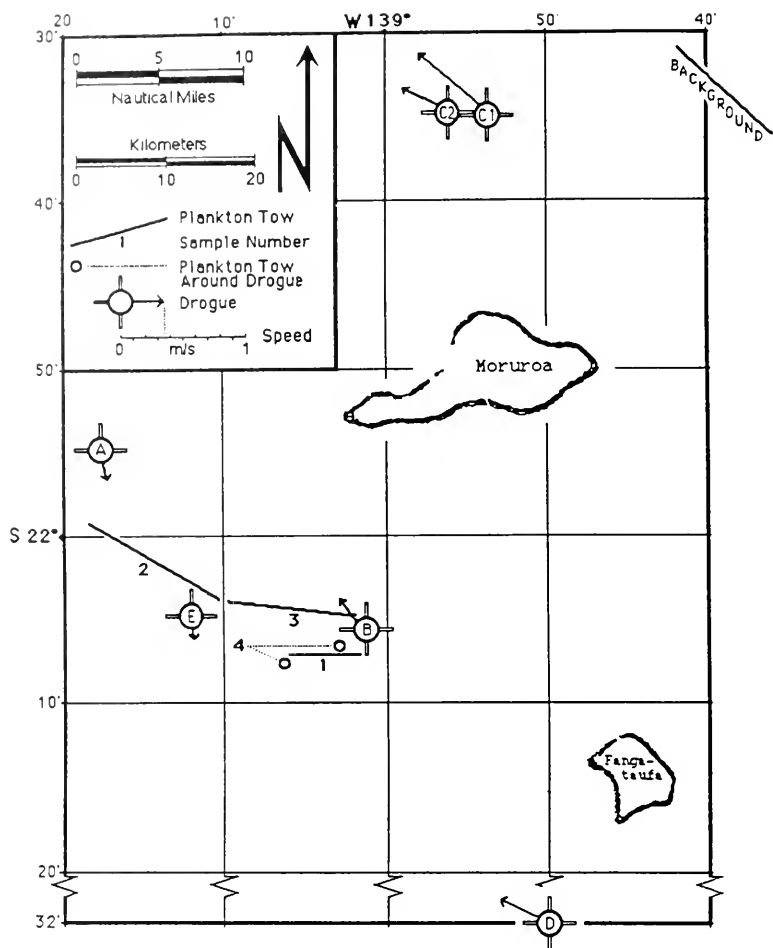 20' 10' W 139° 50' 40'
30'
0 5 10
Nautical Miles
Kilometers
0 10 20
N
Plankton Tow
1 Sample Number
Plankton Tow
Around Drogue
Drogue
Speed
0 m/s 1
C2 C1
BACKGROUND
40'
50'
Moruroa
A
S 22°
2
E
3
B
4
1
10'
Fanga-
taufa
20'
32'
D